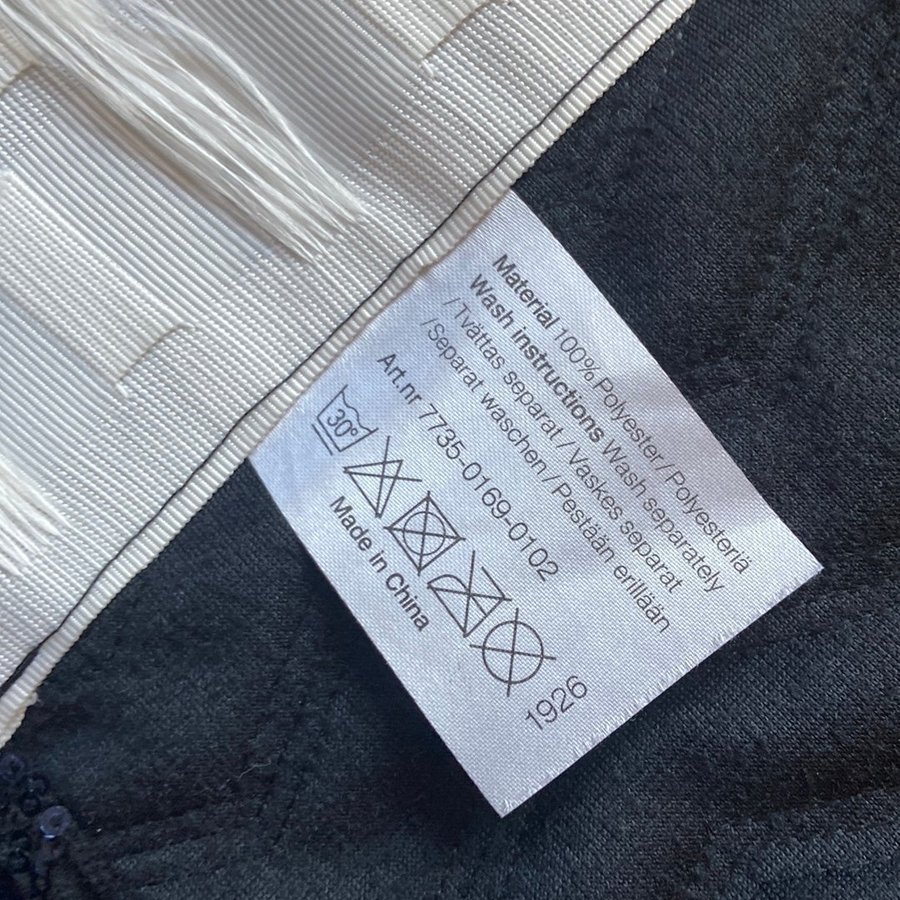 Material 100% Polyester / Polyesteriä
Wash instructions Wash separately
/ Tvättas separat / Vaskes separat
/Separat waschen / Pestään erillään
Art.nr 7735-0169-0102
30°
Made in China
1926